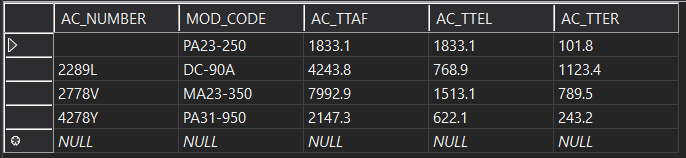 AC_NUMBER MOD_CODE AC_TTAF AC_TTEL AC_TTER
PA23-250 1833.1 1833.1 101.8
2289L DC-90A 4243.8 768.9 1123.4
2778V MA23-350 7992.9 1513.1 789.5
4278Y PA31-950 2147.3 622.1 243.2
NULL NULL NULL NULL NULL